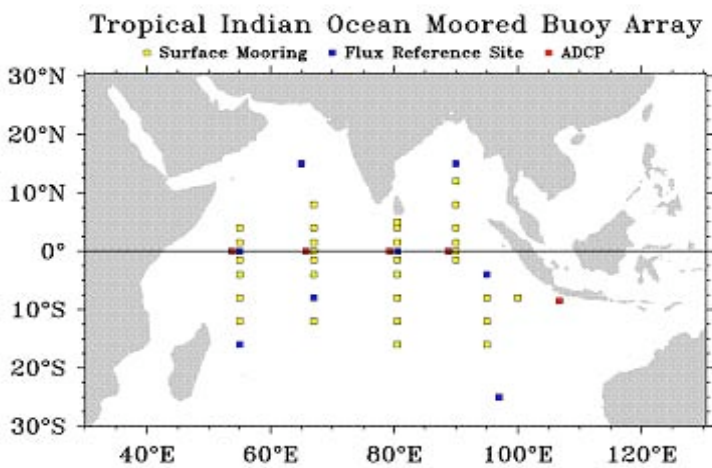 Tropical Indian Ocean Moored Buoy Array
Surface Mooring Flux Reference Site ADCP
30°N
20°N
10°N
0°
10°S
20°S
30°S
40°E 60°E 80°E 100°E 120°E